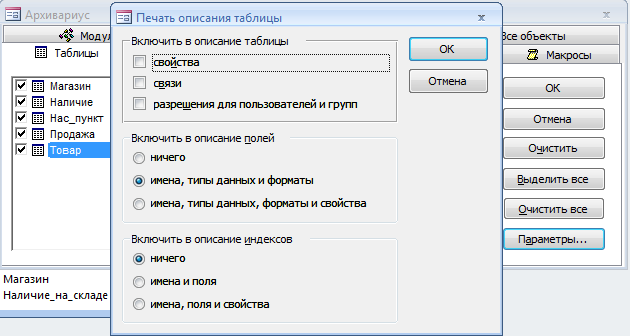 Архивариус
Печать описания таблицы
Модул
Все объекты
Таблицы
Макросы
Магазин
Наличие
Нас_пункт
Продажа
Товар
Включить в описание таблицы
свойства
связи
разрешения для пользователей и групп
Включить в описание полей
ничего
имена, типы данных и форматы
имена, типы данных, форматы и свойства
Включить в описание индексов
ничего
имена и поля
имена, поля и свойства
ОК
Отмена
ОК
Отмена
Очистить
Выделить все
Очистить все
Параметры...
Магазин
Наличие_на_складе